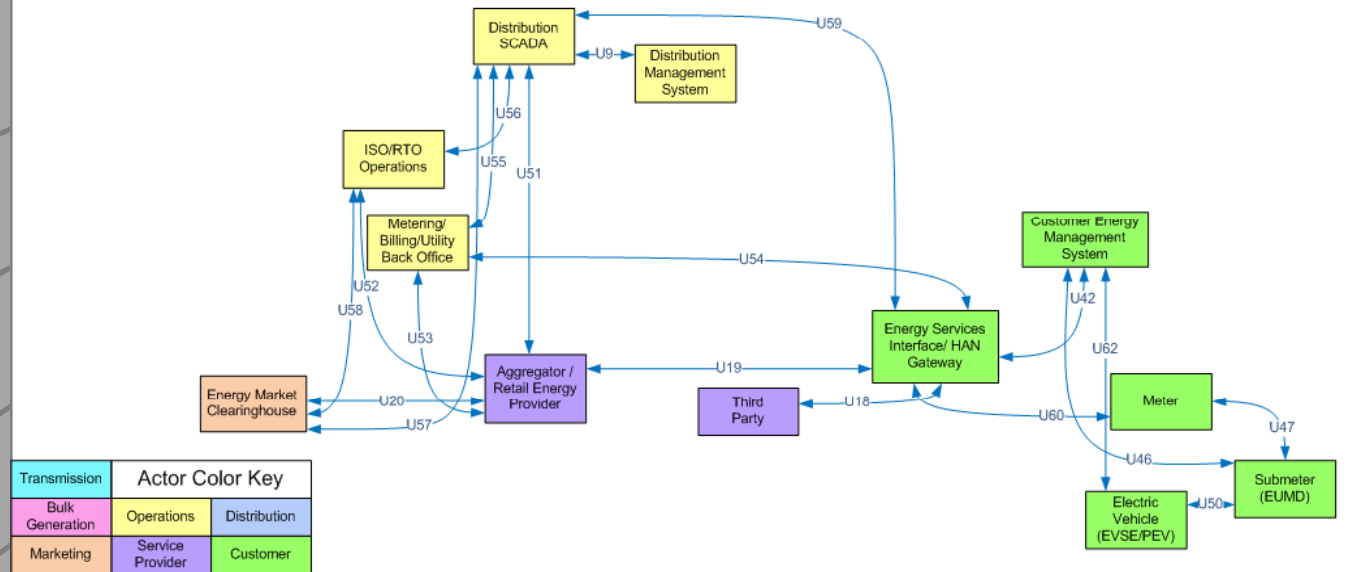 Distribution
SCADA
U59
U9
Distribution
Management
System
U56
ISO/RTO
Operations
U55
U51
Metering/
Billing/Utility
Back Office
Customer Energy
Management
System
U54
U52
U58
U42
U53
Energy Services
Interface/ HAN
Gateway
U62
U19
Aggregator /
Retail Energy
Provider
Energy Market
Clearinghouse
U20
Third
Party
U18
Meter
U60
U57
U47
U46
Submeter
(EUMD)
Electric
Vehicle
(EVSE/PEV)
U50
Transmission
Actor Color Key
Bulk
Generation
Operations
Distribution
Marketing
Service
Provider
Customer